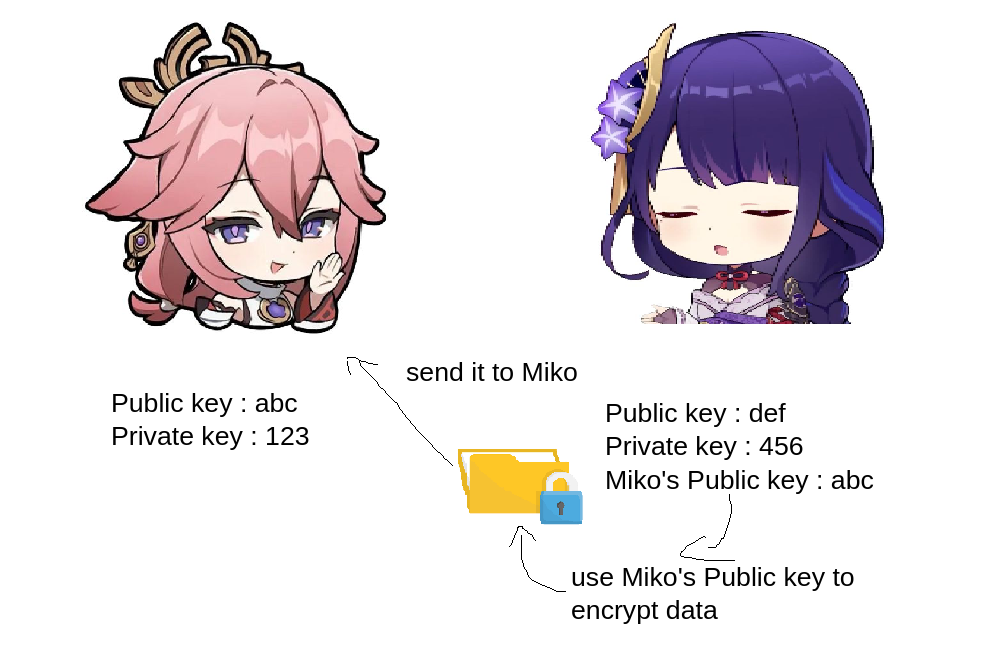 send it to Miko
Public key : abc
Private key : 123
Public key : def
Private key : 456
Miko's Public key : abc
use Miko's Public key to
encrypt data